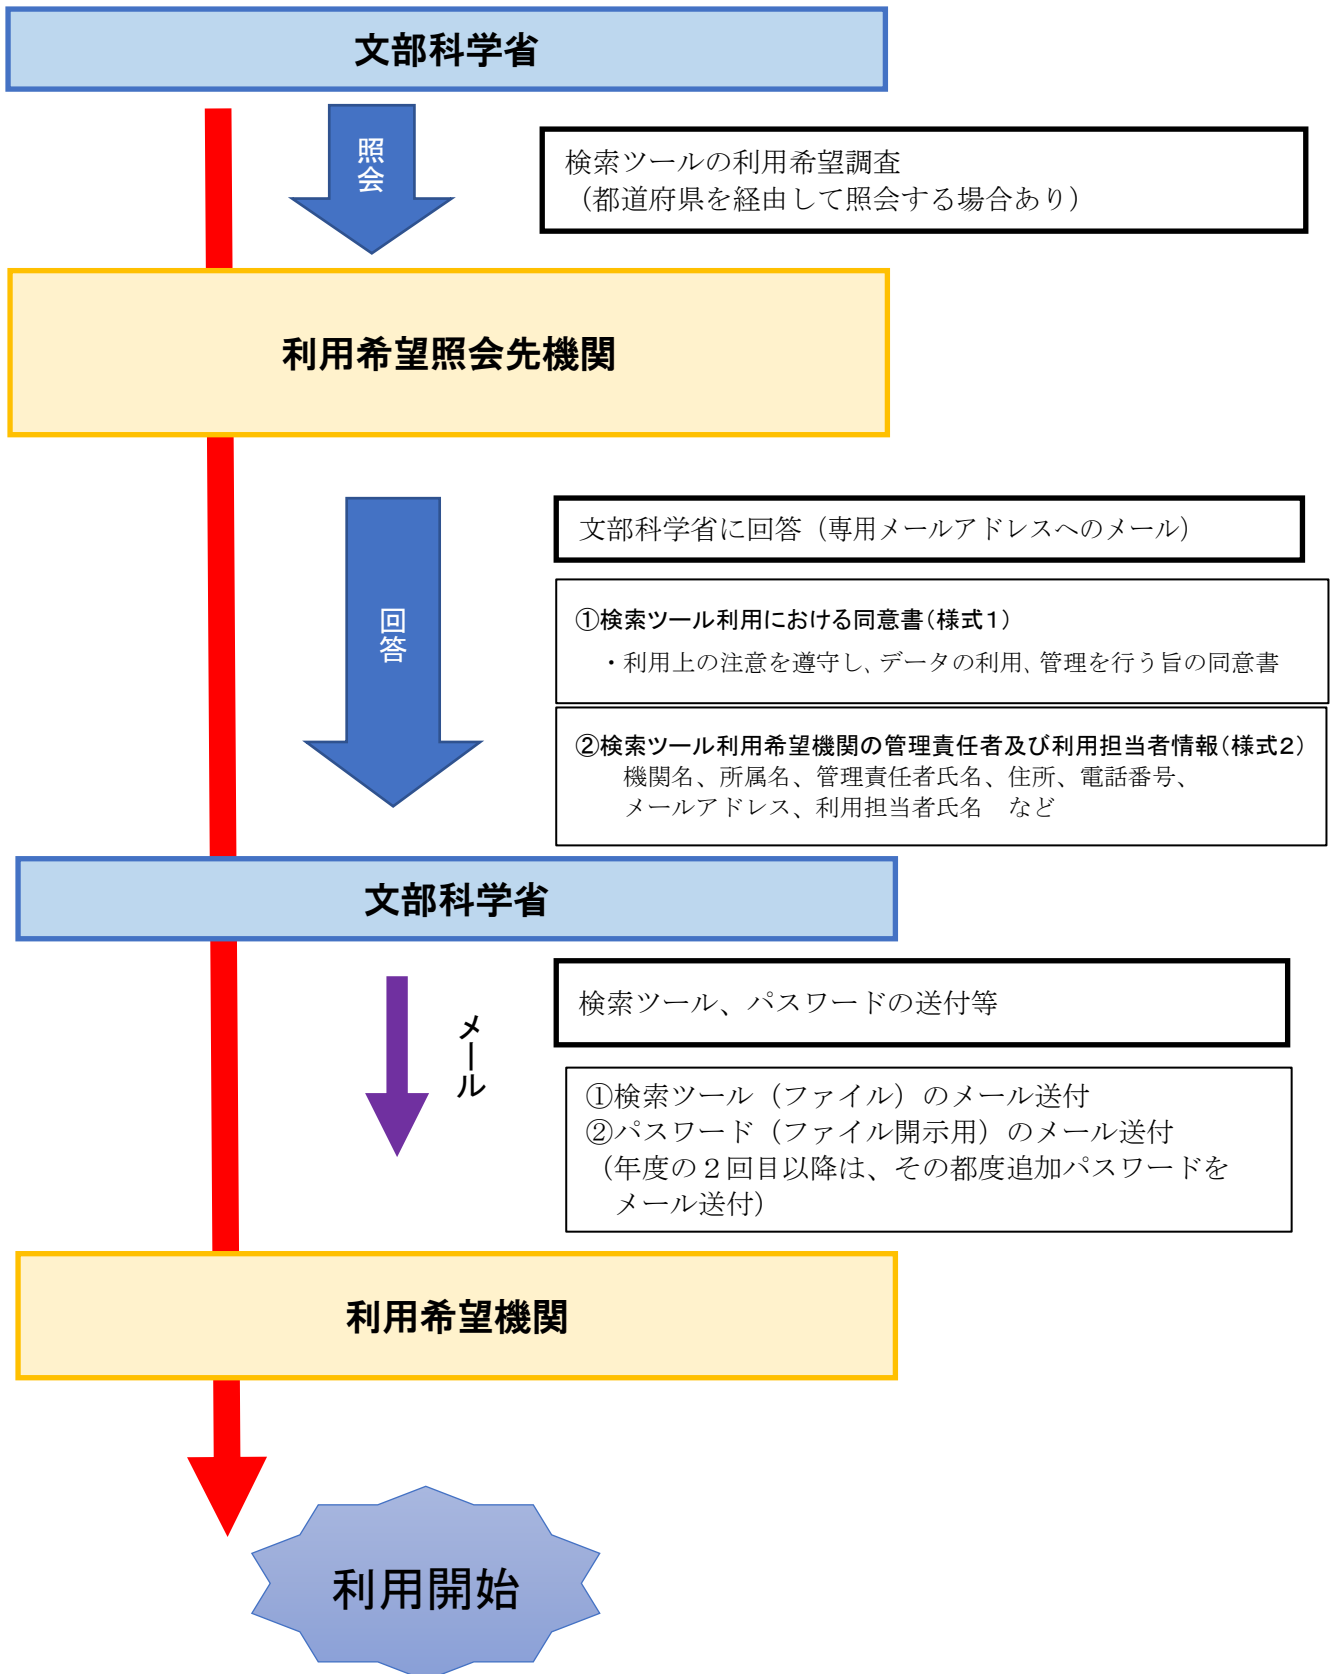 文部科学省
照会
検索ツールの利用希望調査
（都道府県を経由して照会する場合あり）
利用希望照会先機関
回答
文部科学省に回答（専用メールアドレスへのメール）
①検索ツール利用における同意書（様式１）
・利用上の注意を遵守し、データの利用、管理を行う旨の同意書
②検索ツール利用希望機関の管理責任者及び利用担当者情報（様式２）
機関名、所属名、管理責任者氏名、住所、電話番号、
メールアドレス、利用担当者氏名　など
文部科学省
メール
検索ツール、パスワードの送付等
①検索ツール（ファイル）のメール送付
②パスワード（ファイル開示用）のメール送付
（年度の２回目以降は、その都度追加パスワードを
メール送付）
利用希望機関
利用開始